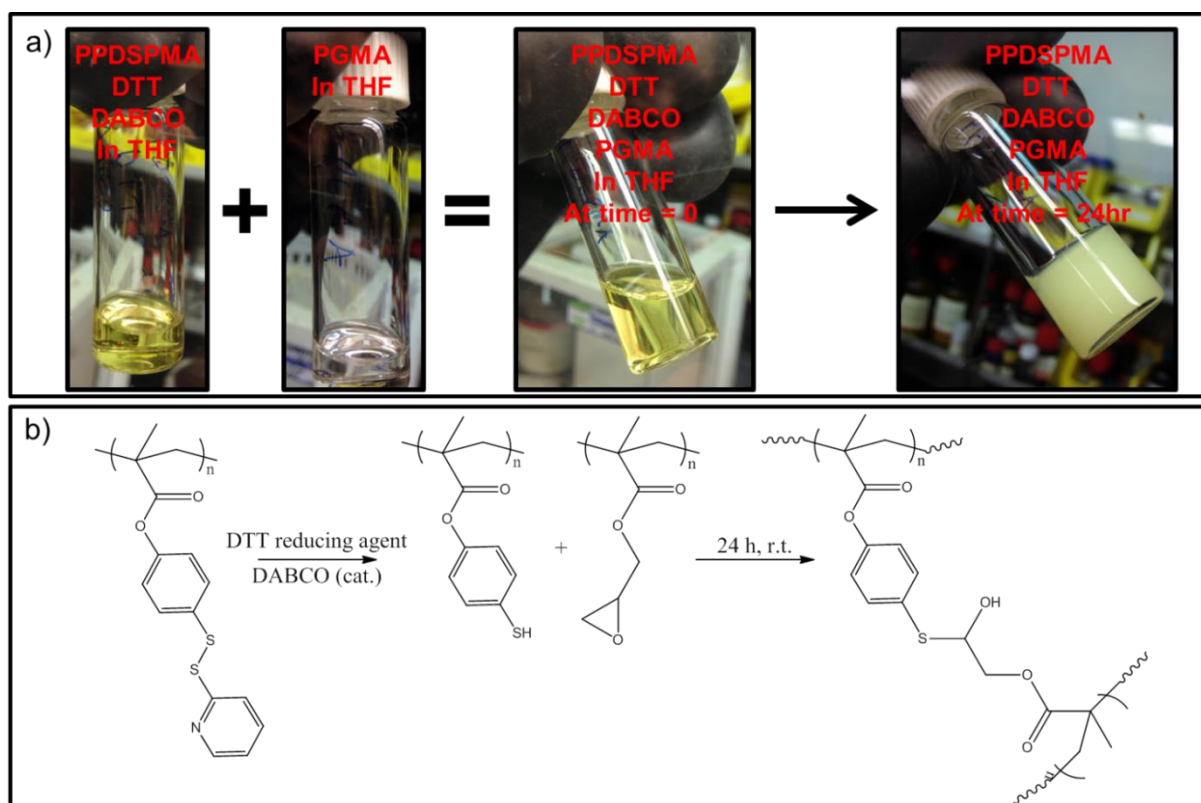 a)
PPDSPMA
DTT
DABCO
In THF
PGMA
In THF
PPDSPMA
DTT
DABCO
PGMA
In THF
At time = 0
PPDSPMA
DTT
DABCO
PGMA
In THF
At time = 24hr
+
=
b)
n
O
O
S
S
N
DTT reducing agent
DABCO (cat.)
n
O
O
SH
+
n
O
O
O
24 h, r.t.
n
O
O
S
OH
O
O